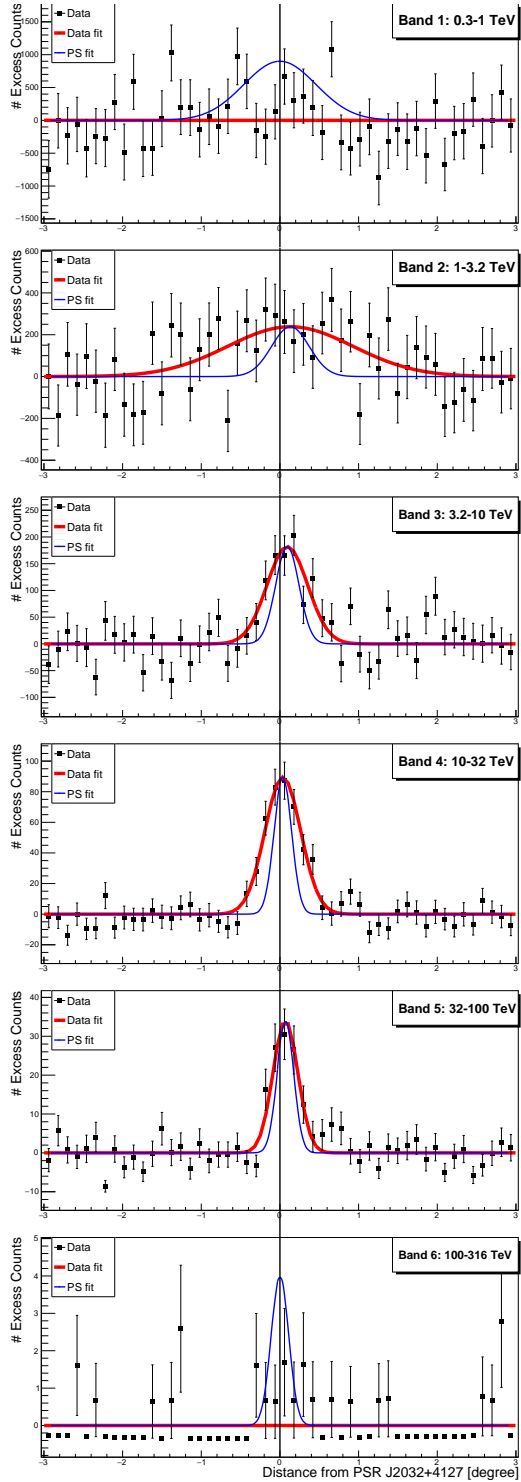 Band 1: 0.3-1 TeV
Data
Data fit
PS fit
# Excess Counts
1500
1000
500
0
−500
−1000
−1500
−3 −2 −1 0 1 2 3
Band 2: 1-3.2 TeV
Data
Data fit
PS fit
# Excess Counts
600
400
200
0
−200
−400
−3 −2 −1 0 1 2 3
Band 3: 3.2-10 TeV
Data
Data fit
PS fit
# Excess Counts
250
200
150
100
50
0
−50
−100
−3 −2 −1 0 1 2 3
Band 4: 10-32 TeV
Data
Data fit
PS fit
# Excess Counts
100
80
60
40
20
0
−20
−3 −2 −1 0 1 2 3
Band 5: 32-100 TeV
Data
Data fit
PS fit
# Excess Counts
40
30
20
10
0
−10
−3 −2 −1 0 1 2 3
Band 6: 100-316 TeV
Data
Data fit
PS fit
# Excess Counts
5
4
3
2
1
0
−3 −2 −1 0 1 2 3
Distance from PSR J2032+4127 [degree]